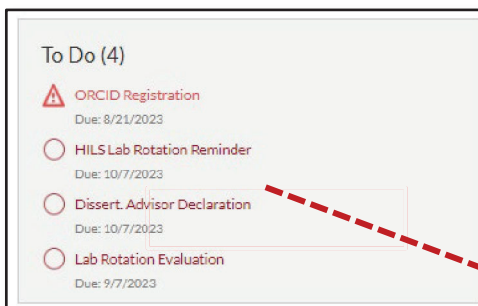 To Do (4)
ORCID Registration
Due: 8/21/2023
HILS Lab Rotation Reminder
Due: 10/7/2023
Dissert. Advisor Declaration
Due: 10/7/2023
Lab Rotation Evaluation
Due: 9/7/2023